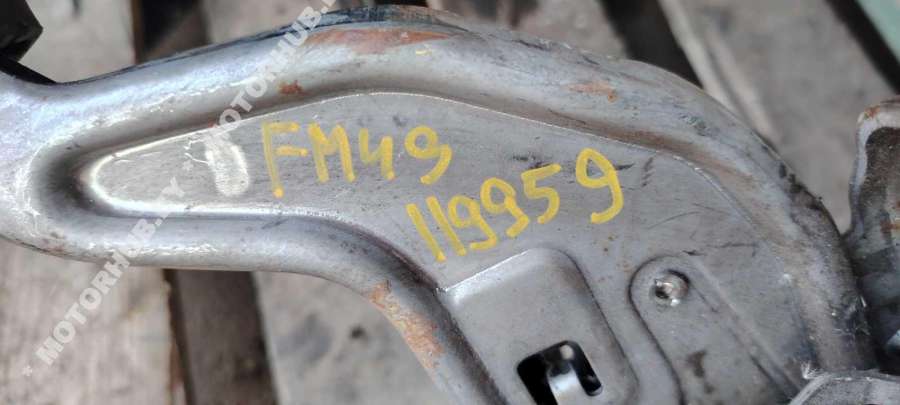 FM49
119959
* MOTORHUB.BY *
* MOTORHUB.BY *